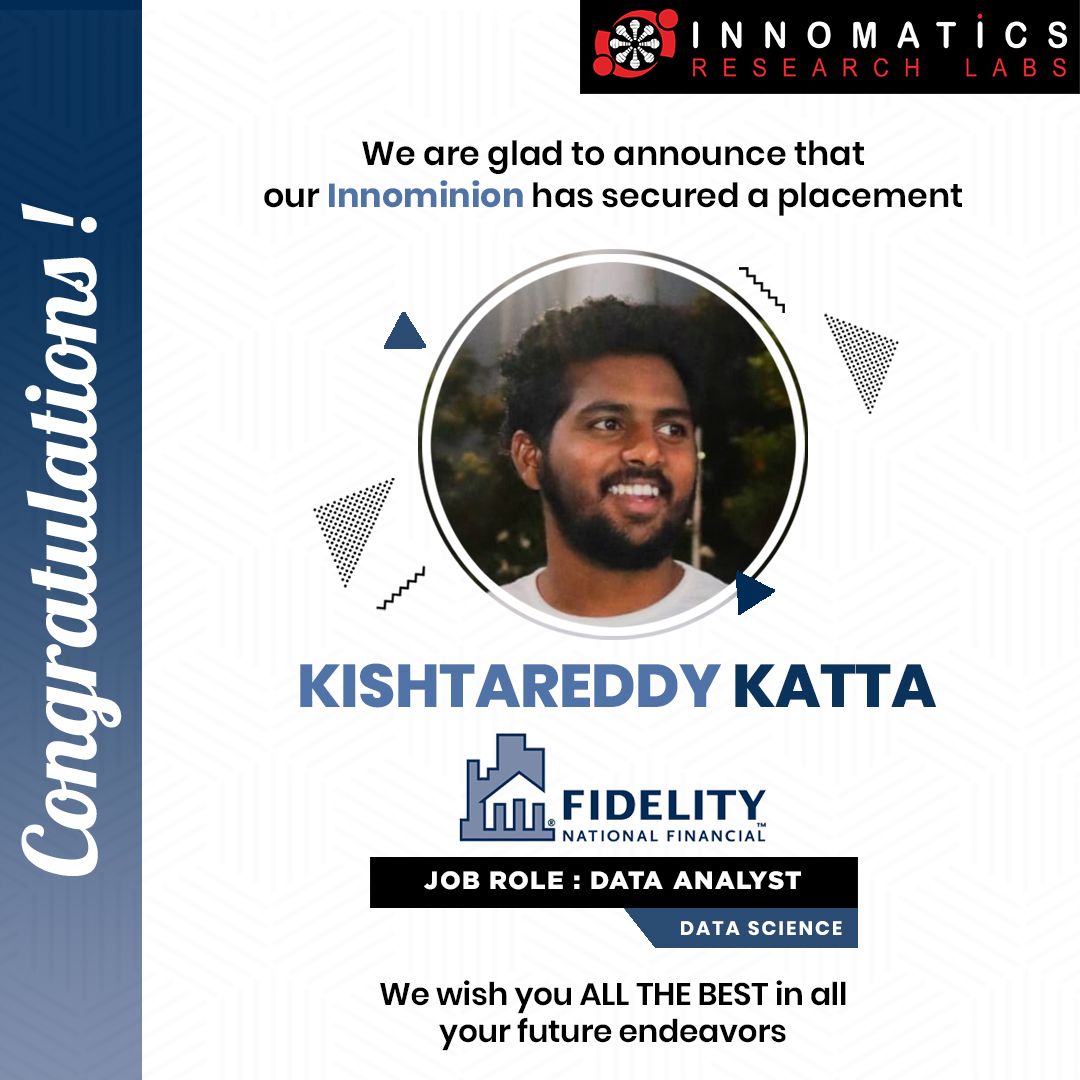 INNOMATICS
RESEARCH LABS
Congratulations !
We are glad to announce that
our Innominion has secured a placement
KISHTAREDDY KATTA
FIDELITY™
NATIONAL FINANCIAL®
JOB ROLE : DATA ANALYST
DATA SCIENCE
We wish you ALL THE BEST in all
your future endeavors